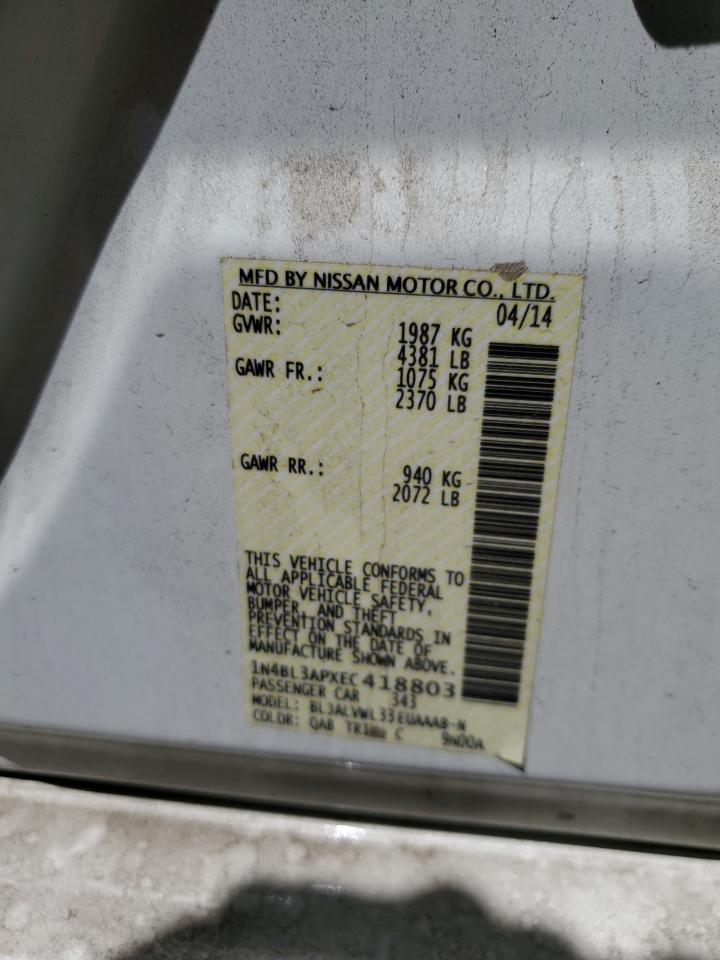 MFD BY NISSAN MOTOR CO., LTD.
DATE: 04/14
GVWR: 1987 KG
4381 LB
GAWR FR.: 1075 KG
2370 LB
GAWR RR.: 940 KG
2072 LB
THIS VEHICLE CONFORMS TO
ALL APPLICABLE FEDERAL
MOTOR VEHICLE SAFETY,
BUMPER, AND THEFT
PREVENTION STANDARDS IN
EFFECT ON THE DATE OF
MANUFACTURE SHOWN ABOVE.
1N4BL3APXEC418803
PASSENGER CAR 343
MODEL: BL3ALVWL33EUAAAB-N
COLOR: QAB C